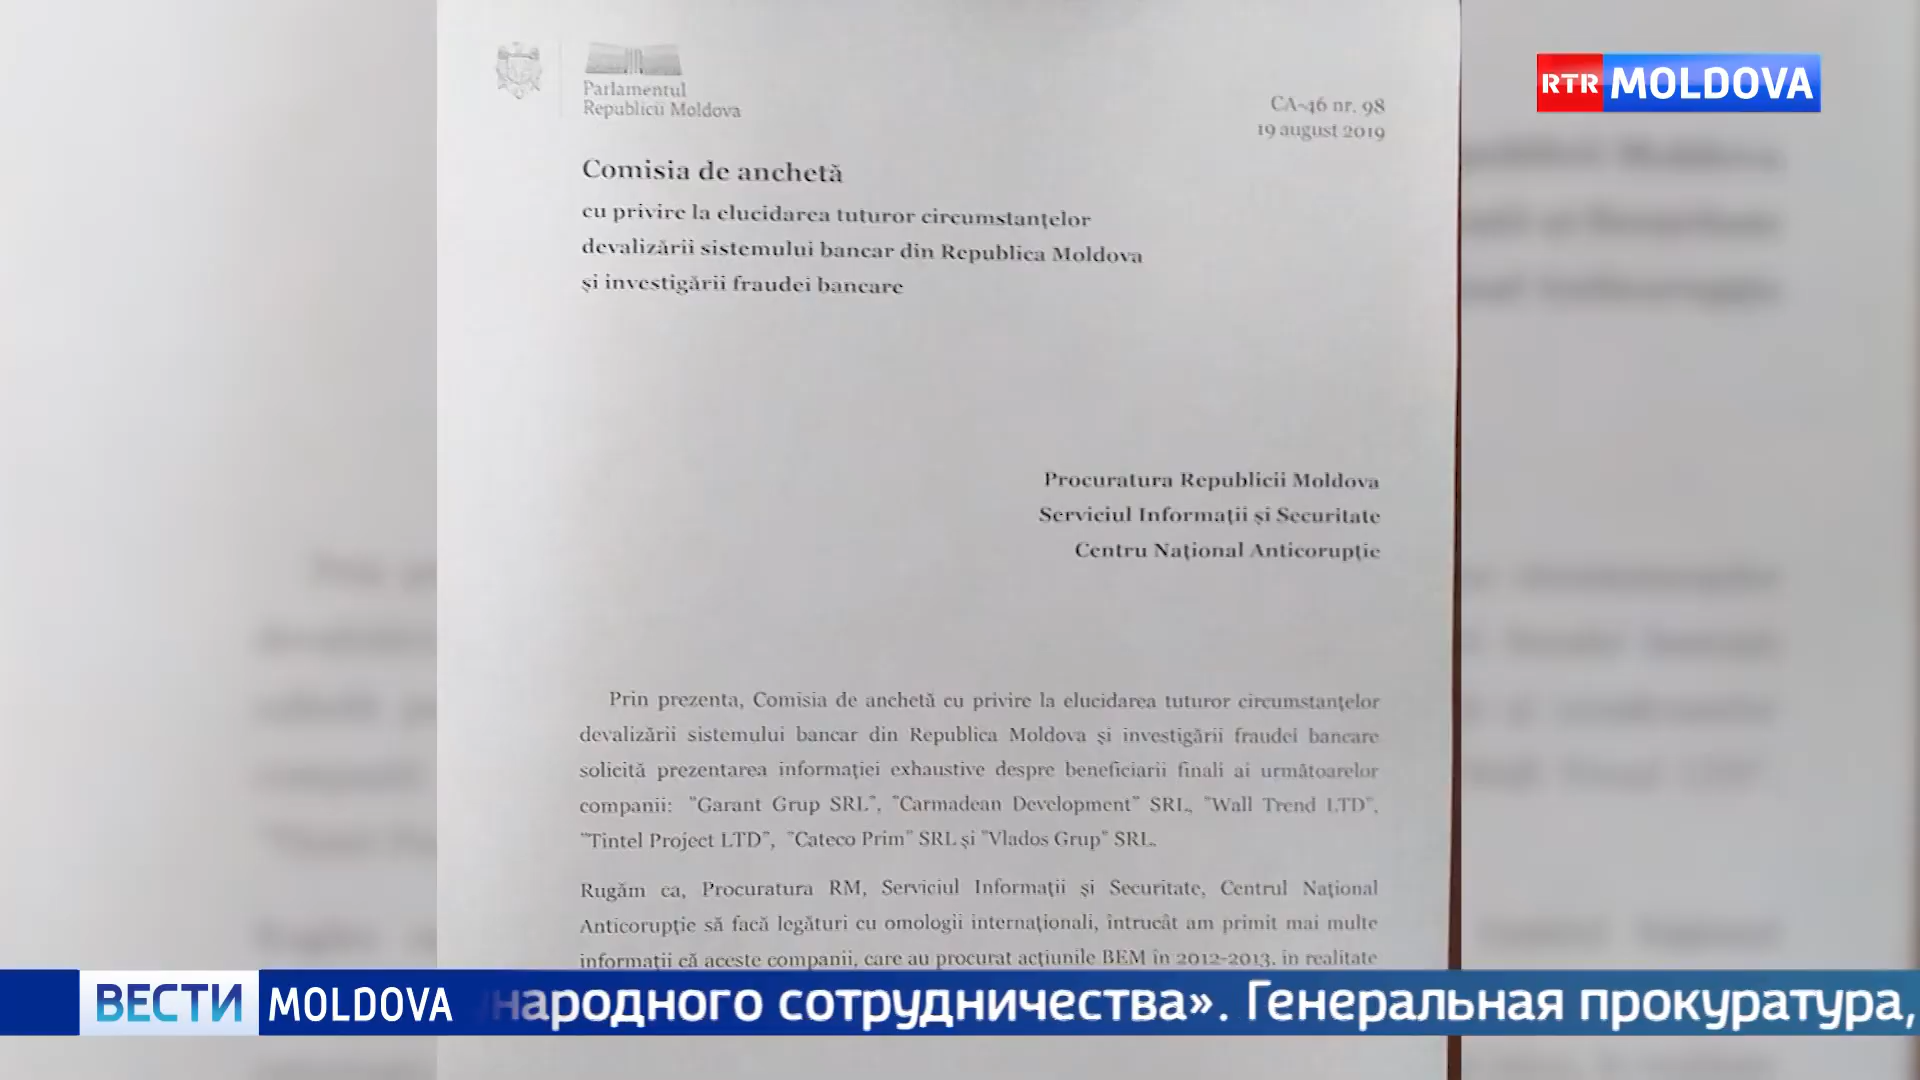 Parlamentul
Republicii Moldova
CA-46 nr. 98
19 august 2019
RTR MOLDOVA
Comisia de anchetă
cu privire la elucidarea tuturor circumstanțelor
devalizării sistemului bancar din Republica Moldova
și investigării fraudei bancare
Procuratura Republicii Moldova
Serviciul Informații și Securitate
Centru Național Anticorupție
Prin prezenta, Comisia de anchetă cu privire la elucidarea tuturor circumstanțelor
devalizării sistemului bancar din Republica Moldova și investigării fraudei bancare
solicită prezentarea informației exhaustive despre beneficiarii finali ai următoarelor
companii: "Garant Grup SRL", "Carmadean Development" SRL, "Wall Trend LTD",
"Tintel Project LTD", "Cateco Prim" SRL și "Vlados Grup" SRL.
Rugăm ca, Procuratura RM, Serviciul Informații și Securitate, Centrul Național
Anticorupție să facă legături cu omologii internaționali, întrucât am primit mai multe
informații că aceste companii, care au procurat acțiunile BEM în 2012-2013, în realitate
ВЕСТИ MOLDOVA народного сотрудничества». Генеральная прокуратура,